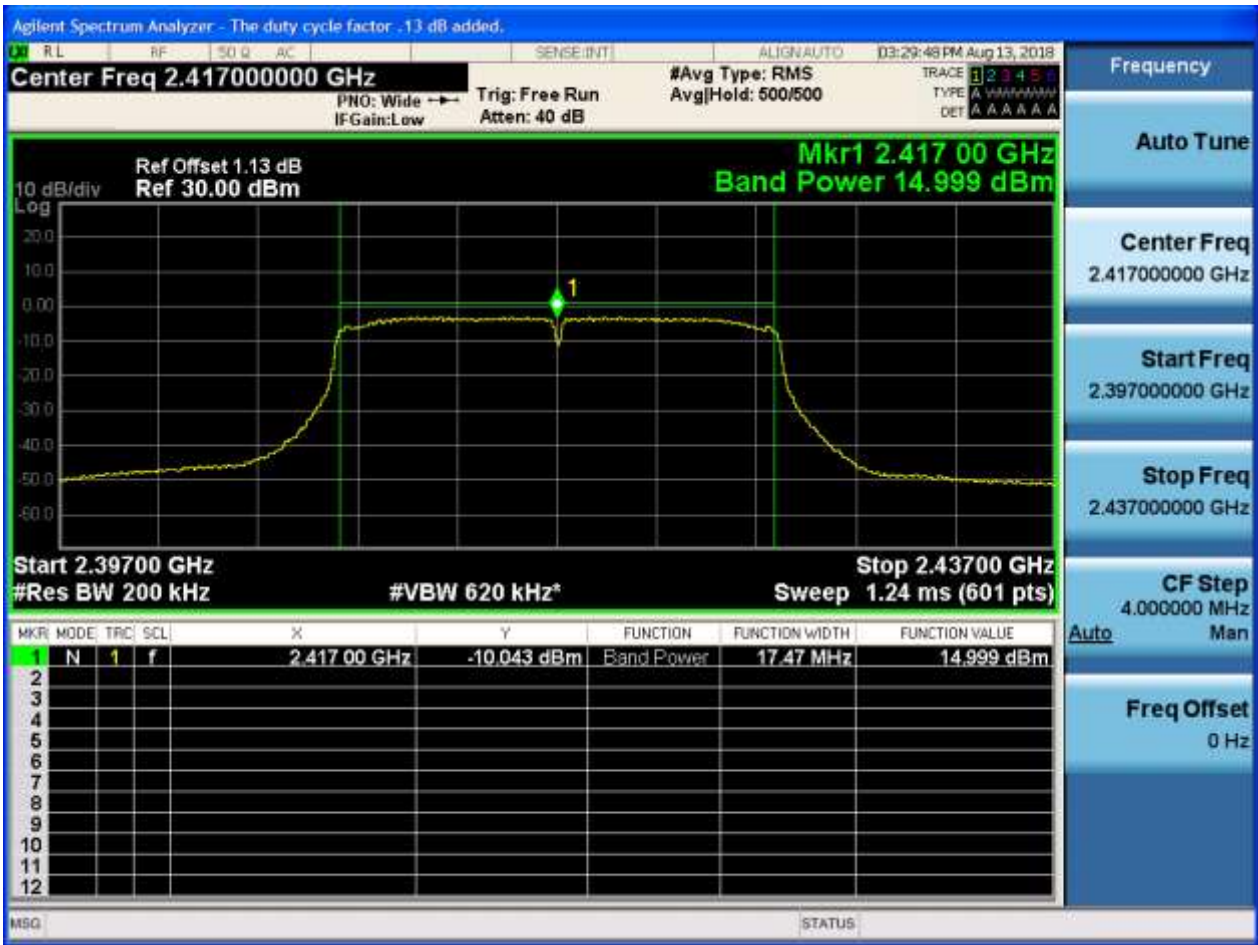 Agilent Spectrum Analyzer - The duty cycle factor .13 dB added.
LXI RL RF 50 Ω AC SENSE:INT ALIGNAUTO 03:29:48 PM Aug 13, 2018
Center Freq 2.417000000 GHz
PNO: Wide
IFGain:Low
Trig: Free Run
Atten: 40 dB
#Avg Type: RMS
Avg|Hold: 500/500
TRACE 1 2 3 4 5 6
TYPE A WWWWW
DET A A A A A A
Mkr1 2.417 00 GHz
Band Power 14.999 dBm
Ref Offset 1.13 dB
Ref 30.00 dBm
10 dB/div
Log
20.0
10.0
0.00
-10.0
-20.0
-30.0
-40.0
-50.0
-60.0
1
Start 2.39700 GHz
Stop 2.43700 GHz
#Res BW 200 kHz
#VBW 620 kHz*
Sweep 1.24 ms (601 pts)
MKR MODE TRC SCL X Y FUNCTION FUNCTION WIDTH FUNCTION VALUE
1 N 1 f 2.417 00 GHz -10.043 dBm Band Power 17.47 MHz 14.999 dBm
2
3
4
5
6
7
8
9
10
11
12
MSG STATUS
Frequency
Auto Tune
Center Freq
2.417000000 GHz
Start Freq
2.397000000 GHz
Stop Freq
2.437000000 GHz
CF Step
4.000000 MHz
Auto Man
Freq Offset
0 Hz